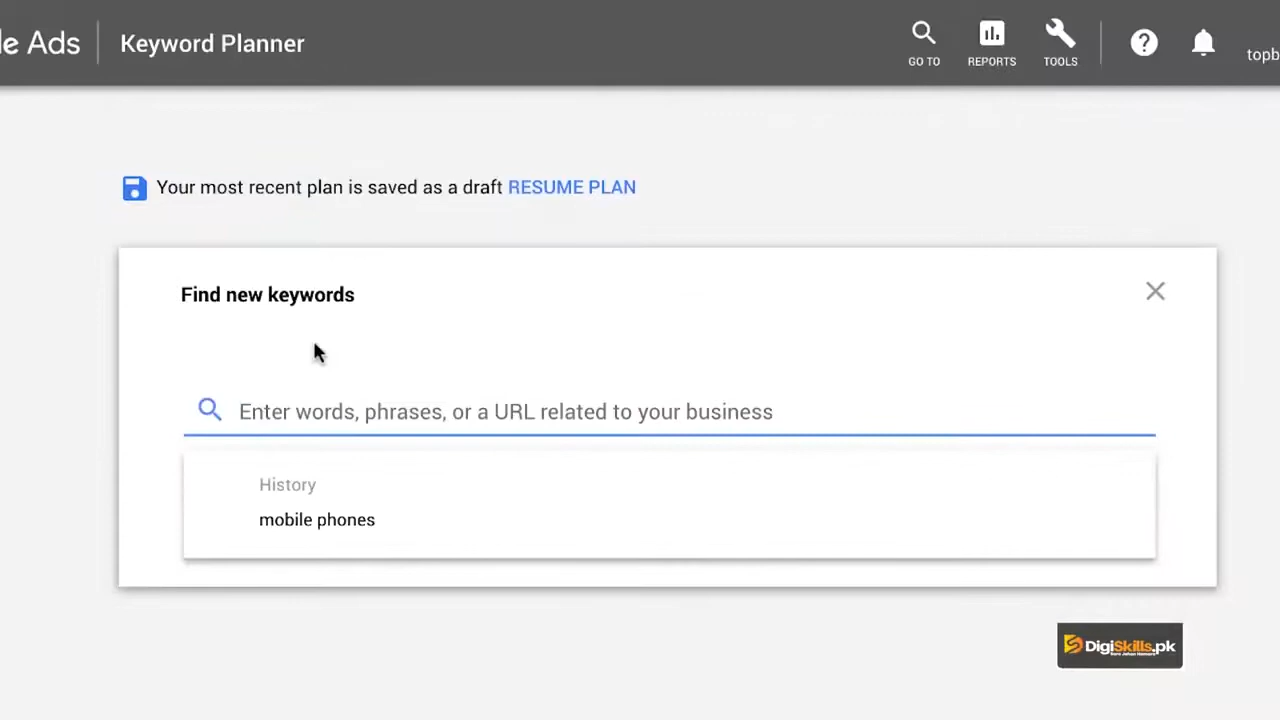 le Ads
Keyword Planner
GO TO
REPORTS
TOOLS
topb
Your most recent plan is saved as a draft RESUME PLAN
Find new keywords
Enter words, phrases, or a URL related to your business
History
mobile phones
DigiSkills.pk